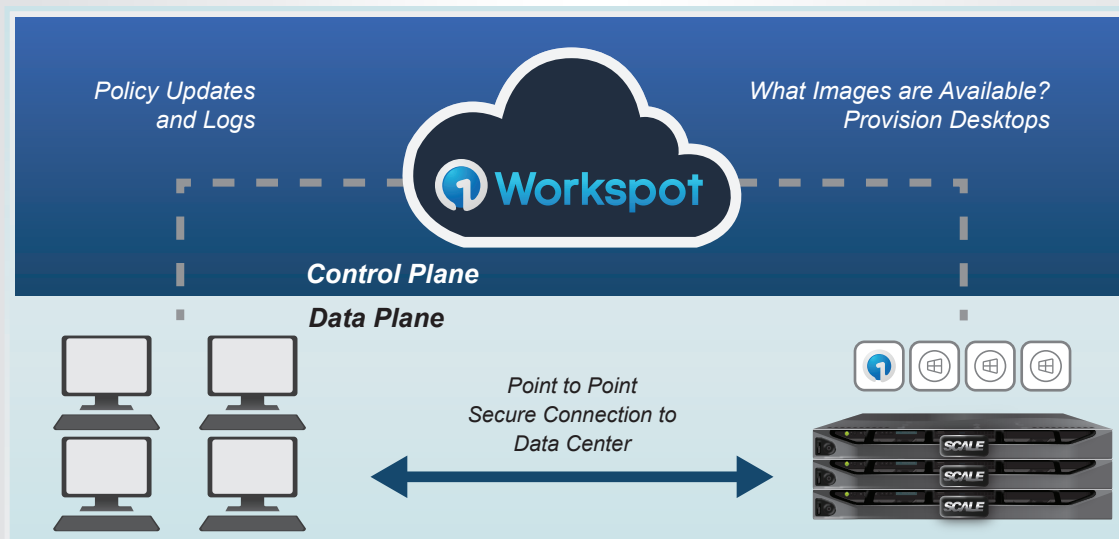 Policy Updates
and Logs
What Images are Available?
Provision Desktops
Workspot
Control Plane
Data Plane
Point to Point
Secure Connection to
Data Center
SCALE
SCALE
SCALE